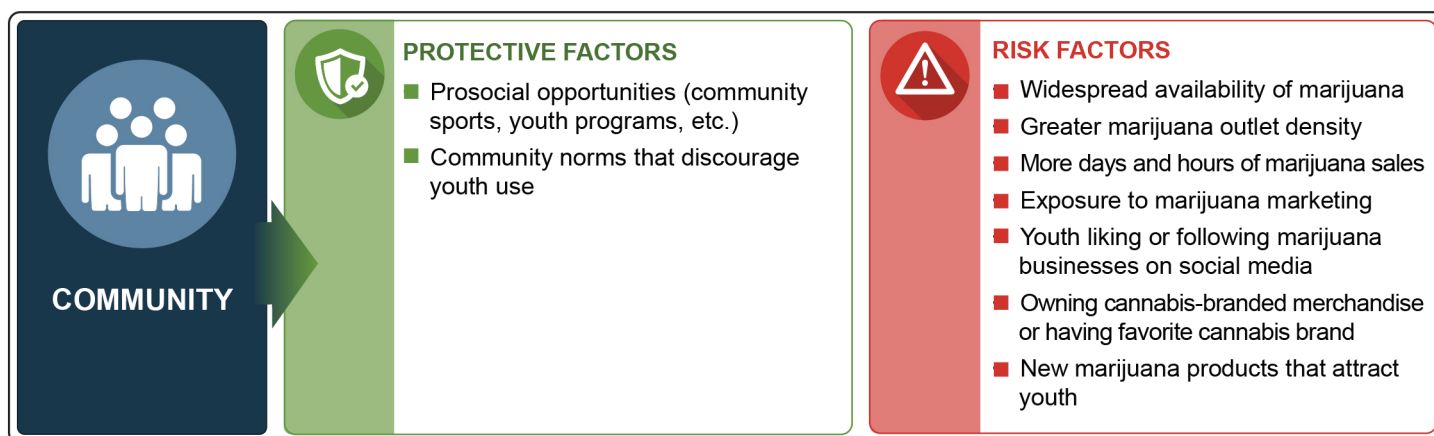 COMMUNITY
PROTECTIVE FACTORS
Prosocial opportunities (community
sports, youth programs, etc.)
Community norms that discourage
youth use
RISK FACTORS
Widespread availability of marijuana
Greater marijuana outlet density
More days and hours of marijuana sales
Exposure to marijuana marketing
Youth liking or following marijuana
businesses on social media
Owning cannabis-branded merchandise
or having favorite cannabis brand
New marijuana products that attract
youth